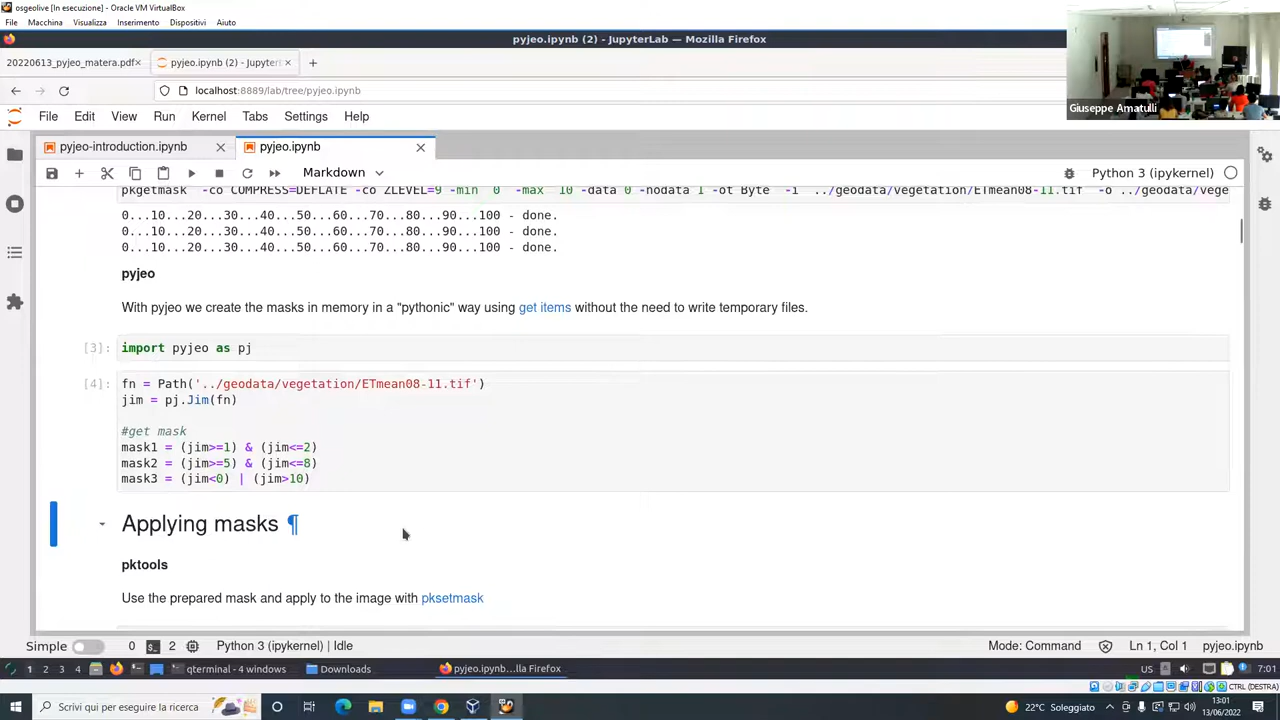 osgeolive [In esecuzione] - Oracle VM VirtualBox
File Macchina Visualizza Inserimento Dispositivi Aiuto
pyjeo.ipynb (2) - JupyterLab — Mozilla Firefox
20220613_pyjeo_matera.pdf× pyjeo.ipynb (2) - Jupyterl × +
localhost:8889/lab/tree/pyjeo.ipynb
Giuseppe Amatulli
File Edit View Run Kernel Tabs Settings Help
pyjeo-introduction.ipynb × pyjeo.ipynb ×
Markdown Python 3 (ipykernel)
pkgetmask -co COMPRESS=DEFLATE -co ZLEVEL=9 -min 0 -max 10 -data 0 -nodata 1 -ot Byte -i ../geodata/vegetation/ETmean08-11.tif -o ../geodata/vege
0...10...20...30...40...50...60...70...80...90...100 - done.
0...10...20...30...40...50...60...70...80...90...100 - done.
0...10...20...30...40...50...60...70...80...90...100 - done.
pyjeo
With pyjeo we create the masks in memory in a "pythonic" way using get items without the need to write temporary files.
[3]: import pyjeo as pj
[4]: fn = Path('../geodata/vegetation/ETmean08-11.tif')
jim = pj.Jim(fn)
#get mask
mask1 = (jim>=1) & (jim<=2)
mask2 = (jim>=5) & (jim<=8)
mask3 = (jim<0) | (jim>10)
Applying masks ¶
pktools
Use the prepared mask and apply to the image with pksetmask
Simple 0 2 Python 3 (ipykernel) | Idle Mode: Command Ln 1, Col 1 pyjeo.ipynb
1 2 3 4 qterminal - 4 windows Downloads pyjeo.ipynb...lla Firefox US 7:01
CTRL (DESTRA)
Scrivi qui per eseguire la ricerca 22°C Soleggiato 13:01
13/06/2022